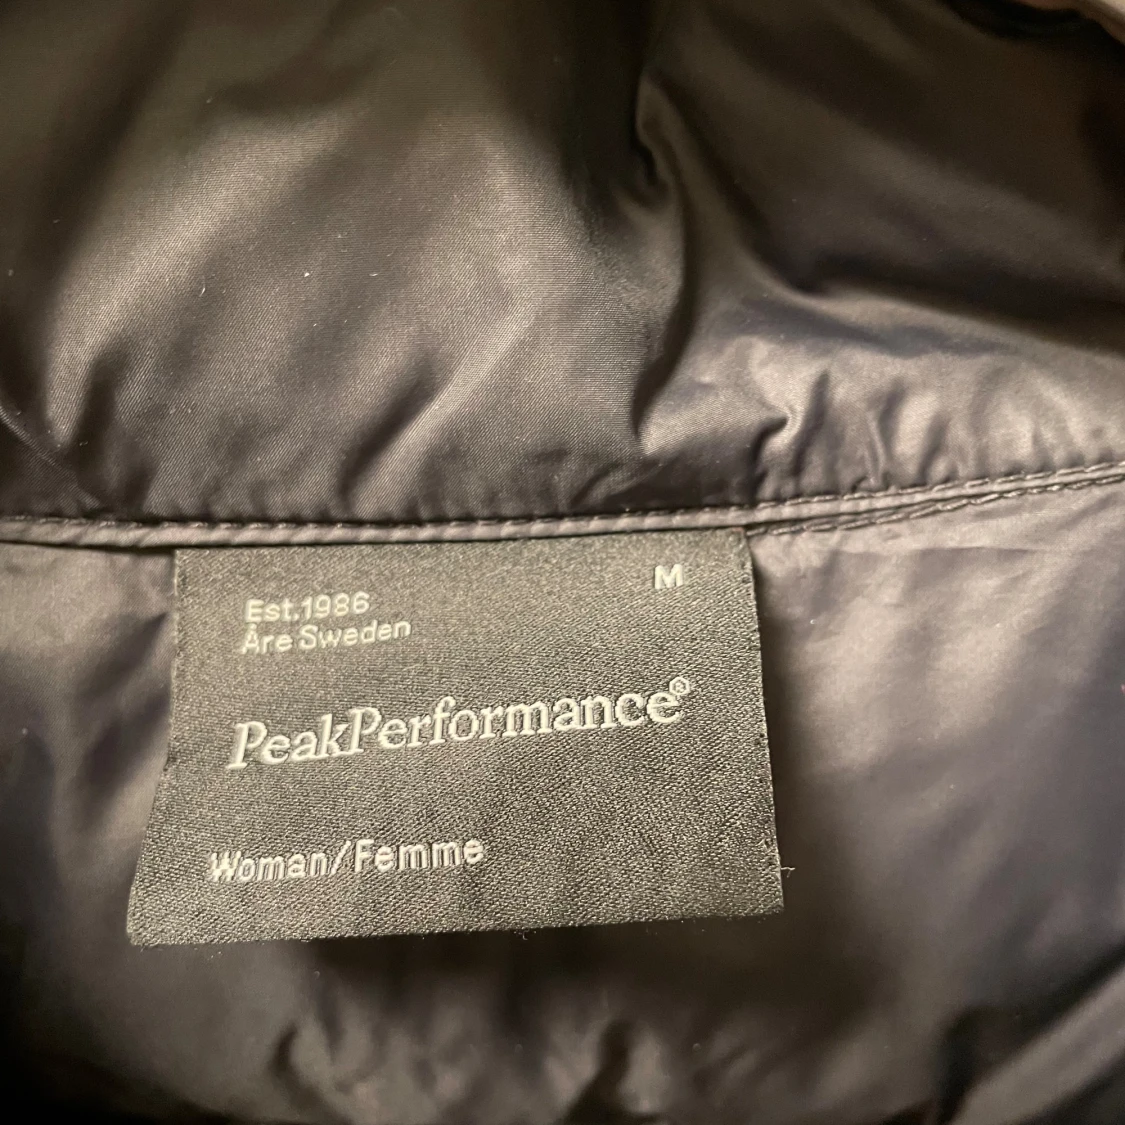 M
Est.1986
Åre Sweden
PeakPerformance®
Woman/Femme